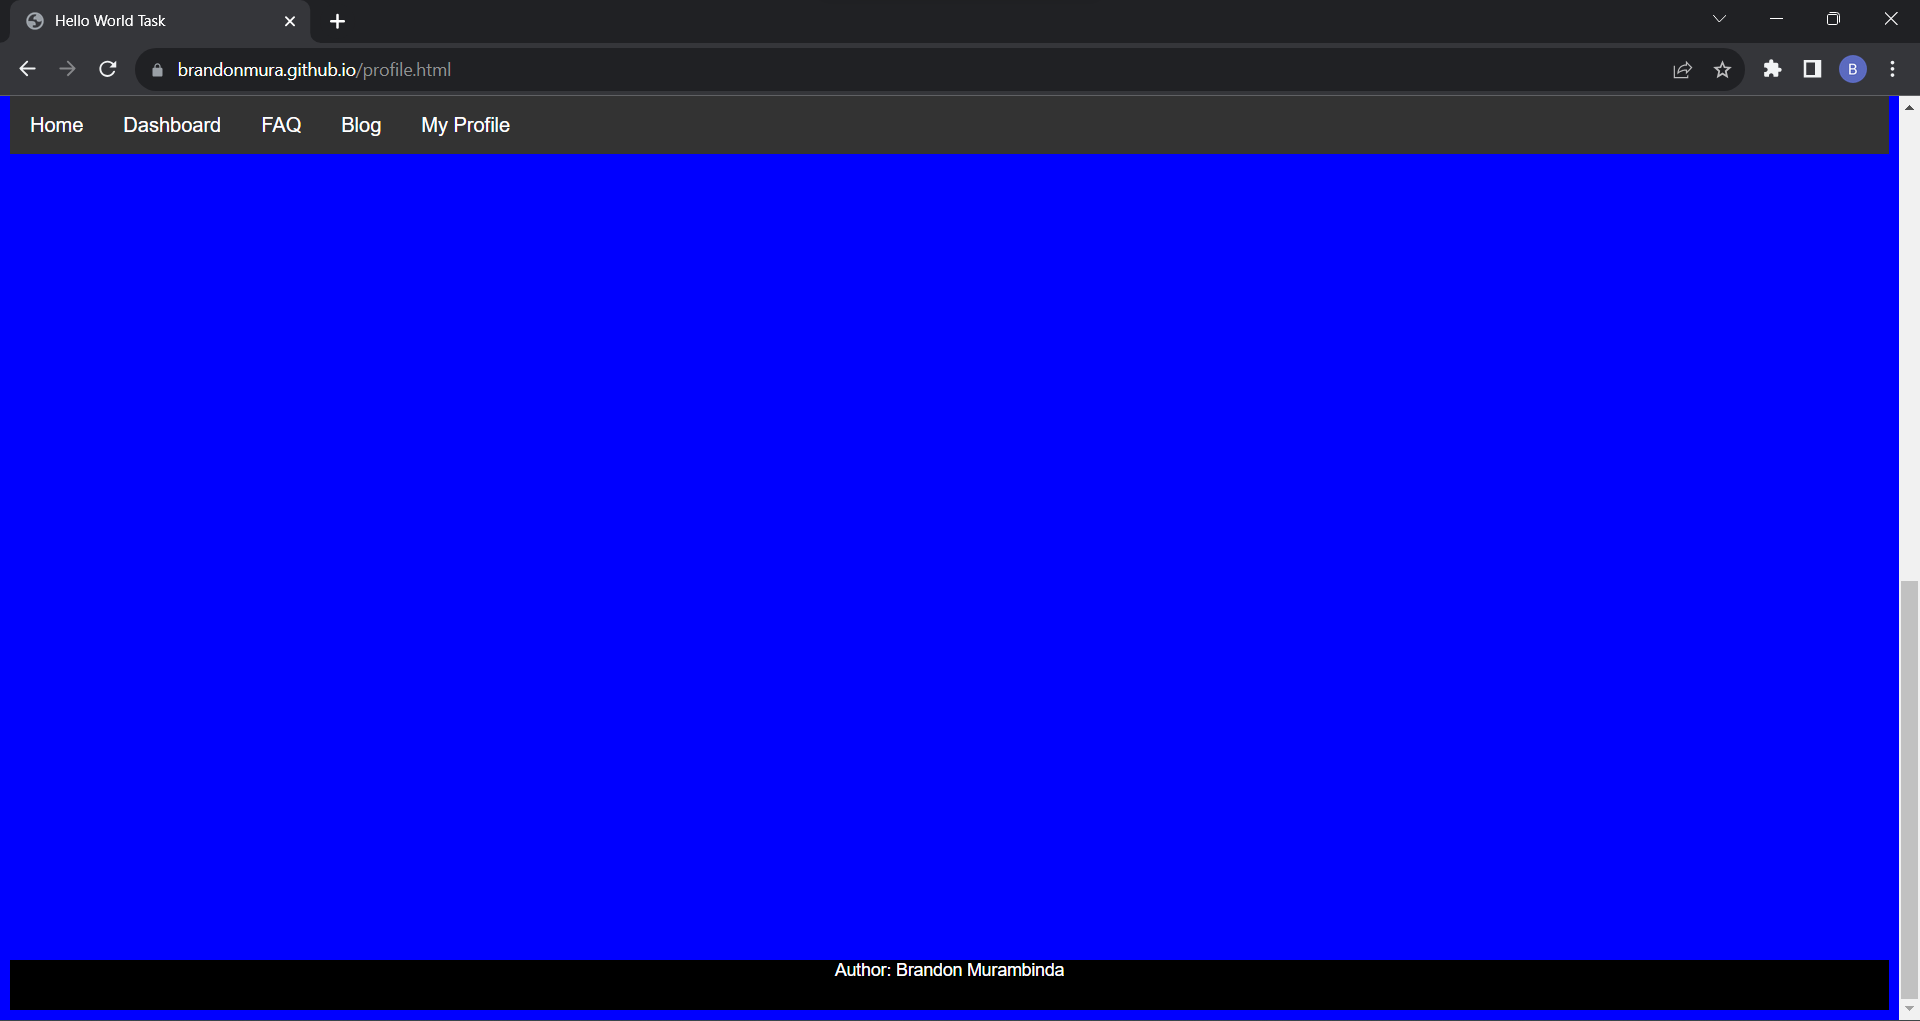 Hello World Task
brandonmura.github.io/profile.html
B
Home Dashboard FAQ Blog My Profile
Author: Brandon Murambinda